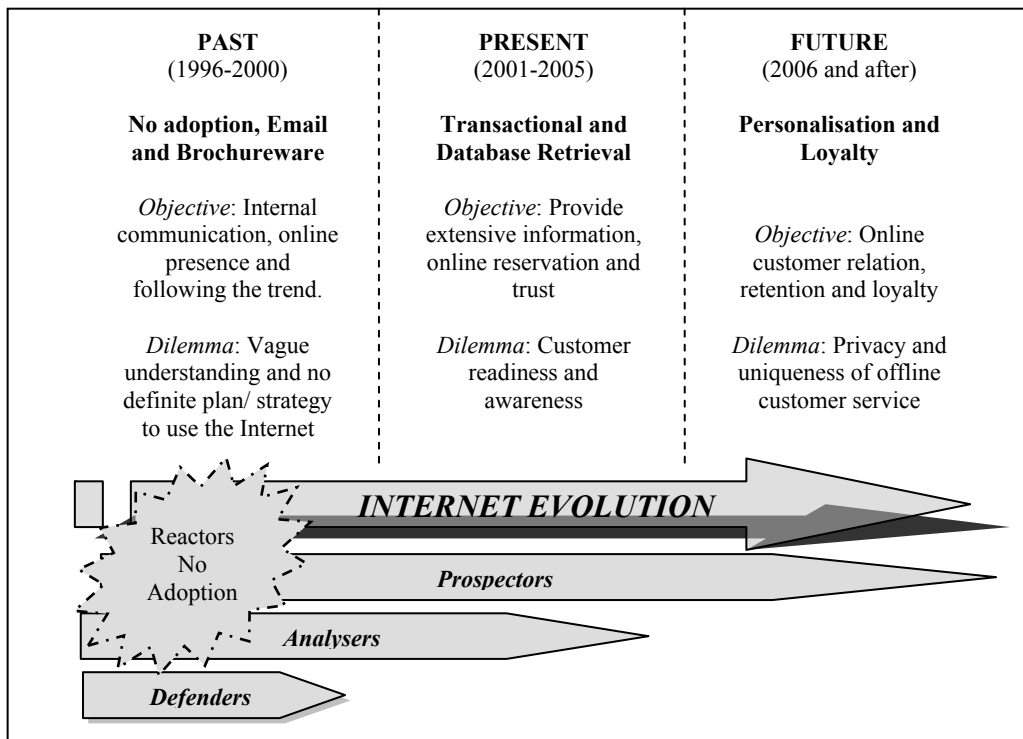 PAST
(1996-2000)
No adoption, Email
and Brochureware
Objective: Internal
communication, online
presence and
following the trend.
Dilemma: Vague
understanding and no
definite plan/ strategy
to use the Internet
PRESENT
(2001-2005)
Transactional and
Database Retrieval
Objective: Provide
extensive information,
online reservation and
trust
Dilemma: Customer
readiness and
awareness
FUTURE
(2006 and after)
Personalisation and
Loyalty
Objective: Online
customer relation,
retention and loyalty
Dilemma: Privacy and
uniqueness of offline
customer service
INTERNET EVOLUTION
Reactors
No
Adoption
Prospectors
Analysers
Defenders